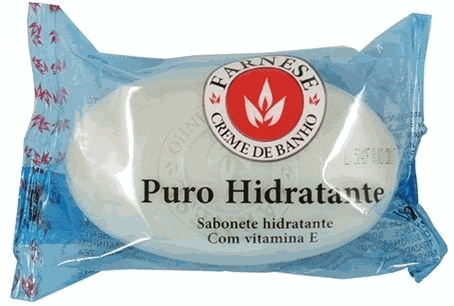 FARNESE
CREME DE BANHO
Puro Hidratante
Sabonete hidratante
Com vitamina E